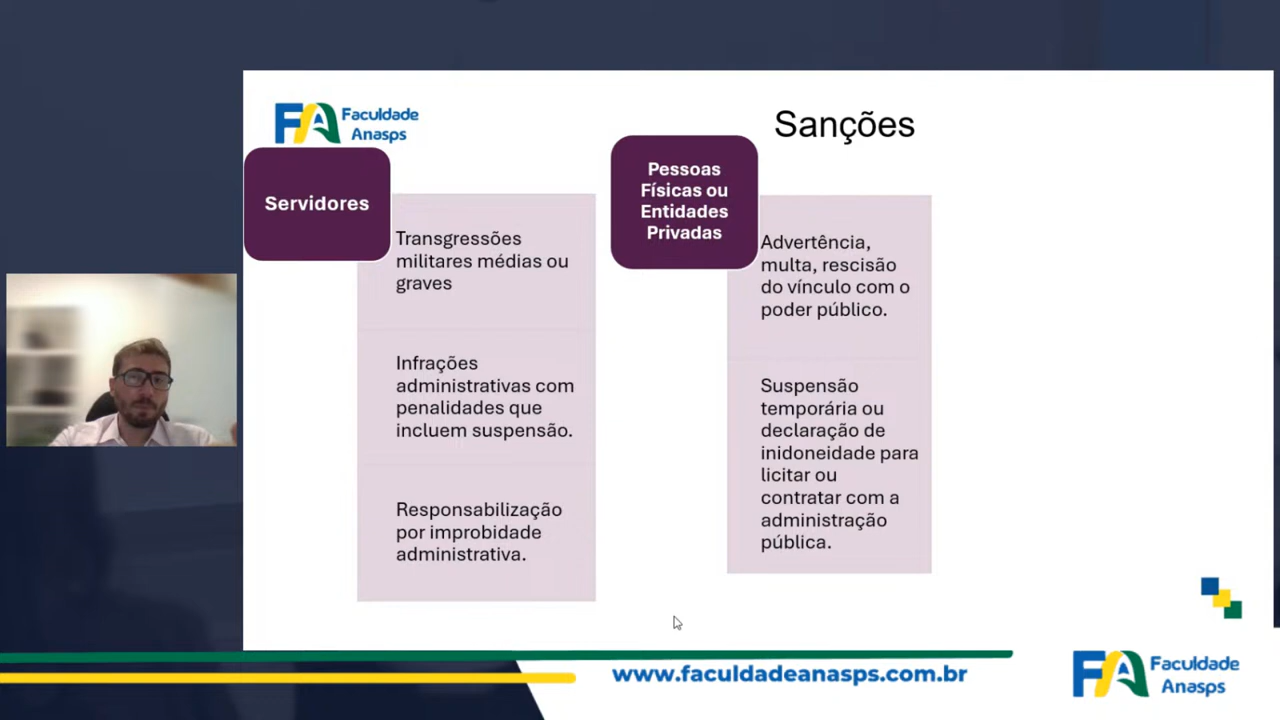 Faculdade
Anasps
Sanções
Servidores
Transgressões
militares médias ou
graves
Infrações
administrativas com
penalidades que
incluem suspensão.
Responsabilização
por improbidade
administrativa.
Pessoas
Físicas ou
Entidades
Privadas
Advertência,
multa, rescisão
do vínculo com o
poder público.
Suspensão
temporária ou
declaração de
inidoneidade para
licitar ou
contratar com a
administração
pública.
www.faculdadeanasps.com.br
FA Faculdade
Anasps